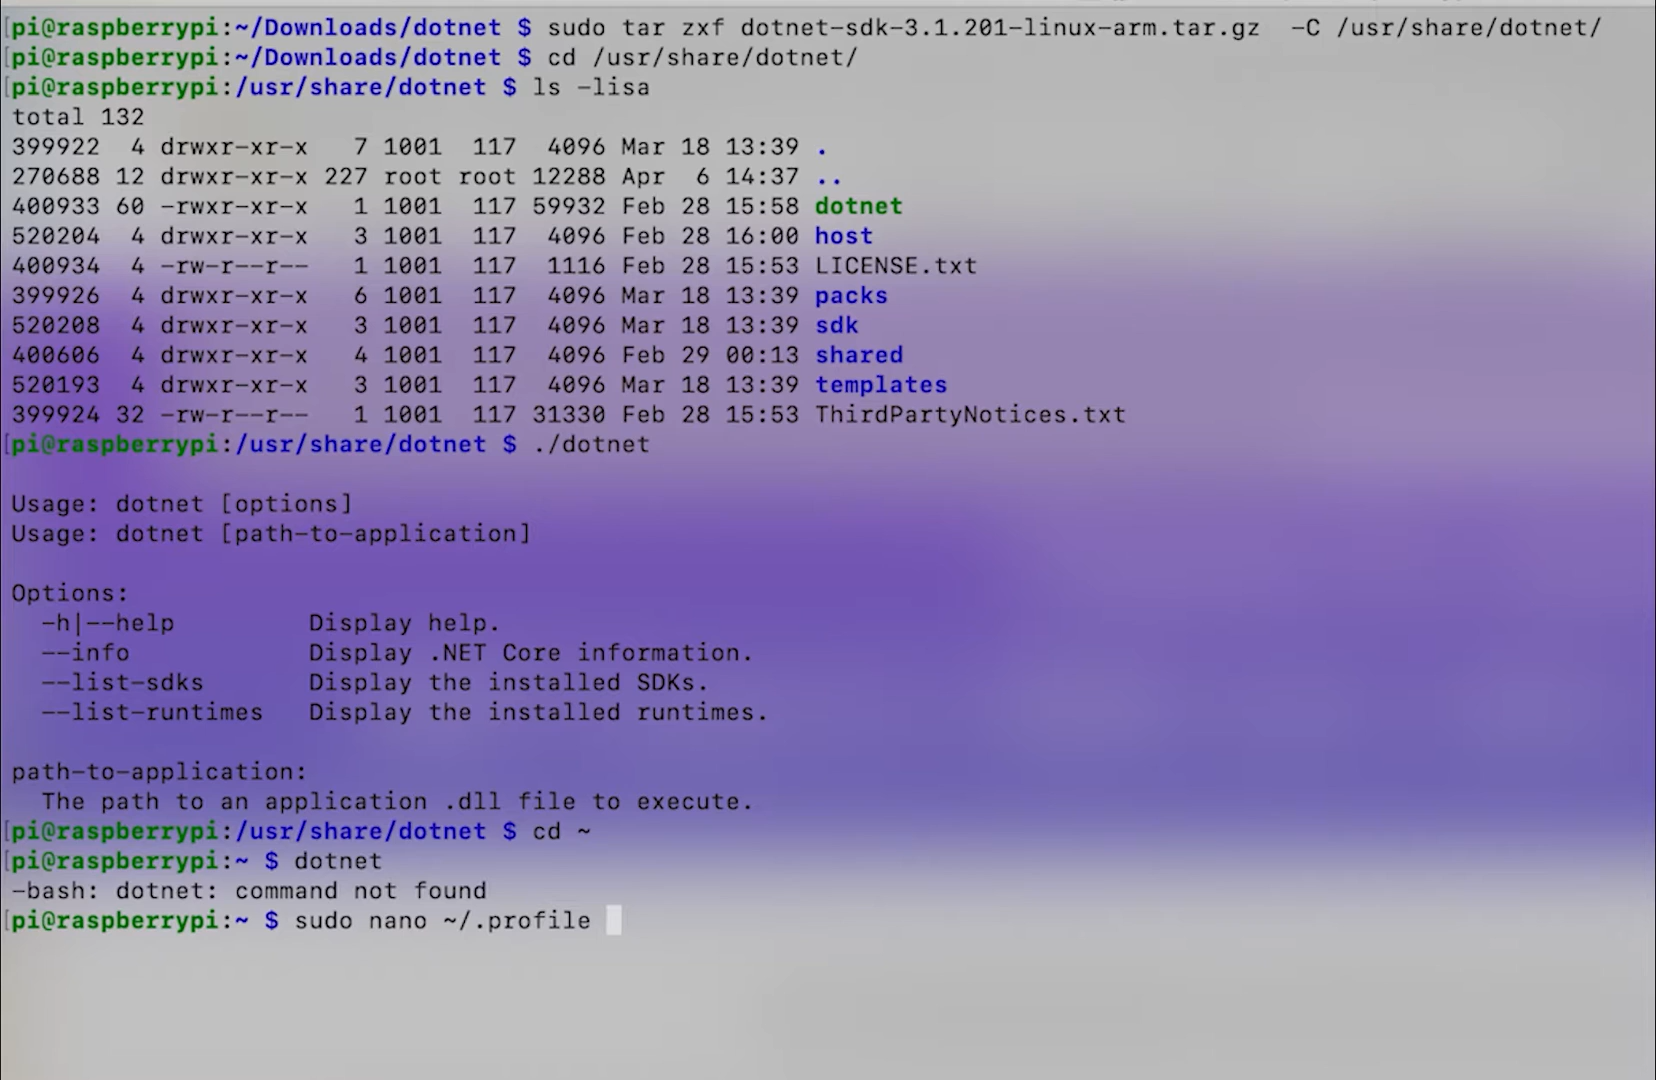 [pi@raspberrypi:~/Downloads/dotnet $ sudo tar zxf dotnet-sdk-3.1.201-linux-arm.tar.gz  -C /usr/share/dotnet/
[pi@raspberrypi:~/Downloads/dotnet $ cd /usr/share/dotnet/
[pi@raspberrypi:/usr/share/dotnet $ ls -lisa
total 132
399922  4 drwxr-xr-x   7 1001  117  4096 Mar 18 13:39 .
270688 12 drwxr-xr-x 227 root root 12288 Apr  6 14:37 ..
400933 60 -rwxr-xr-x   1 1001  117 59932 Feb 28 15:58 dotnet
520204  4 drwxr-xr-x   3 1001  117  4096 Feb 28 16:00 host
400934  4 -rw-r--r--   1 1001  117  1116 Feb 28 15:53 LICENSE.txt
399926  4 drwxr-xr-x   6 1001  117  4096 Mar 18 13:39 packs
520208  4 drwxr-xr-x   3 1001  117  4096 Mar 18 13:39 sdk
400606  4 drwxr-xr-x   4 1001  117  4096 Feb 29 00:13 shared
520193  4 drwxr-xr-x   3 1001  117  4096 Mar 18 13:39 templates
399924 32 -rw-r--r--   1 1001  117 31330 Feb 28 15:53 ThirdPartyNotices.txt
[pi@raspberrypi:/usr/share/dotnet $ ./dotnet
Usage: dotnet [options]
Usage: dotnet [path-to-application]
Options:
  -h|--help         Display help.
  --info            Display .NET Core information.
  --list-sdks       Display the installed SDKs.
  --list-runtimes   Display the installed runtimes.
path-to-application:
  The path to an application .dll file to execute.
[pi@raspberrypi:/usr/share/dotnet $ cd ~
[pi@raspberrypi:~ $ dotnet
-bash: dotnet: command not found
[pi@raspberrypi:~ $ sudo nano ~/.profile